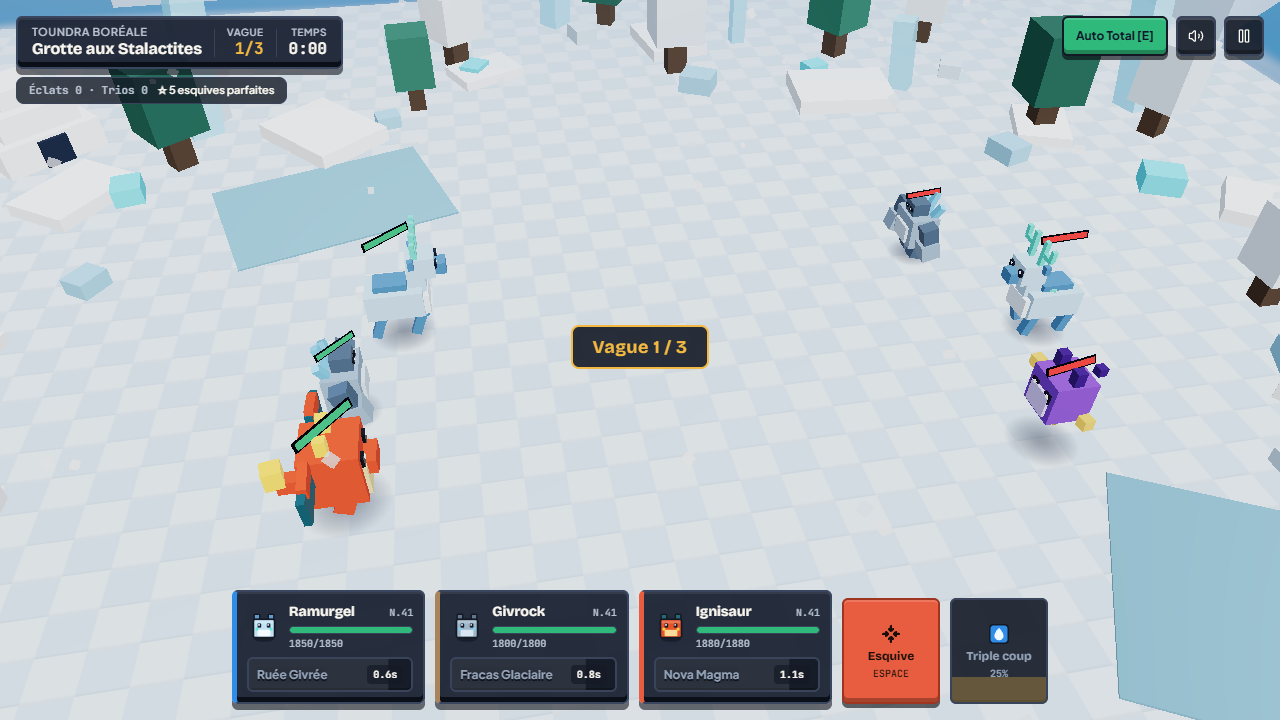 TOUNDRA BORÉALE
Grotte aux Stalactites
VAGUE
1/3
TEMPS
0:00
Éclats 0 · Trios 0 ★ 5 esquives parfaites
Auto Total [E]
Vague 1 / 3
Ramurgel N.41
1850/1850
Ruée Givrée 0.6s
Givrock N.41
1800/1800
Fracas Glaciaire 0.8s
Ignisaur N.41
1880/1880
Nova Magma 1.1s
Esquive
ESPACE
Triple coup
25%